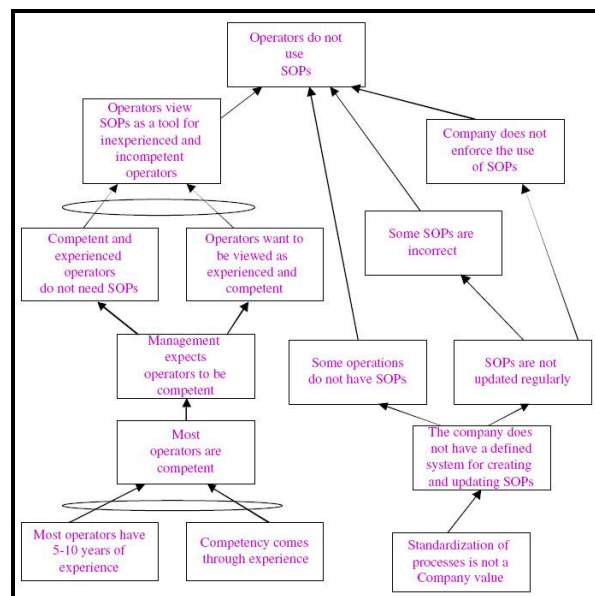 Operators do not
use
SOPs
Operators view
SOPs as a tool for
inexperienced and
incompetent
operators
Company does not
enforce the use
of SOPs
Competent and
experienced
operators
do not need SOPs
Operators want to
be viewed as
experienced and
competent
Some SOPs are
incorrect
Management
expects
operators to be
competent
Some operations
do not have SOPs
SOPs are not
updated regularly
Most
operators are
competent
The company does
not have a defined
system for creating
and updating SOPs
Most operators have
5-10 years of
experience
Competency comes
through experience
Standardization of
processes is not a
Company value